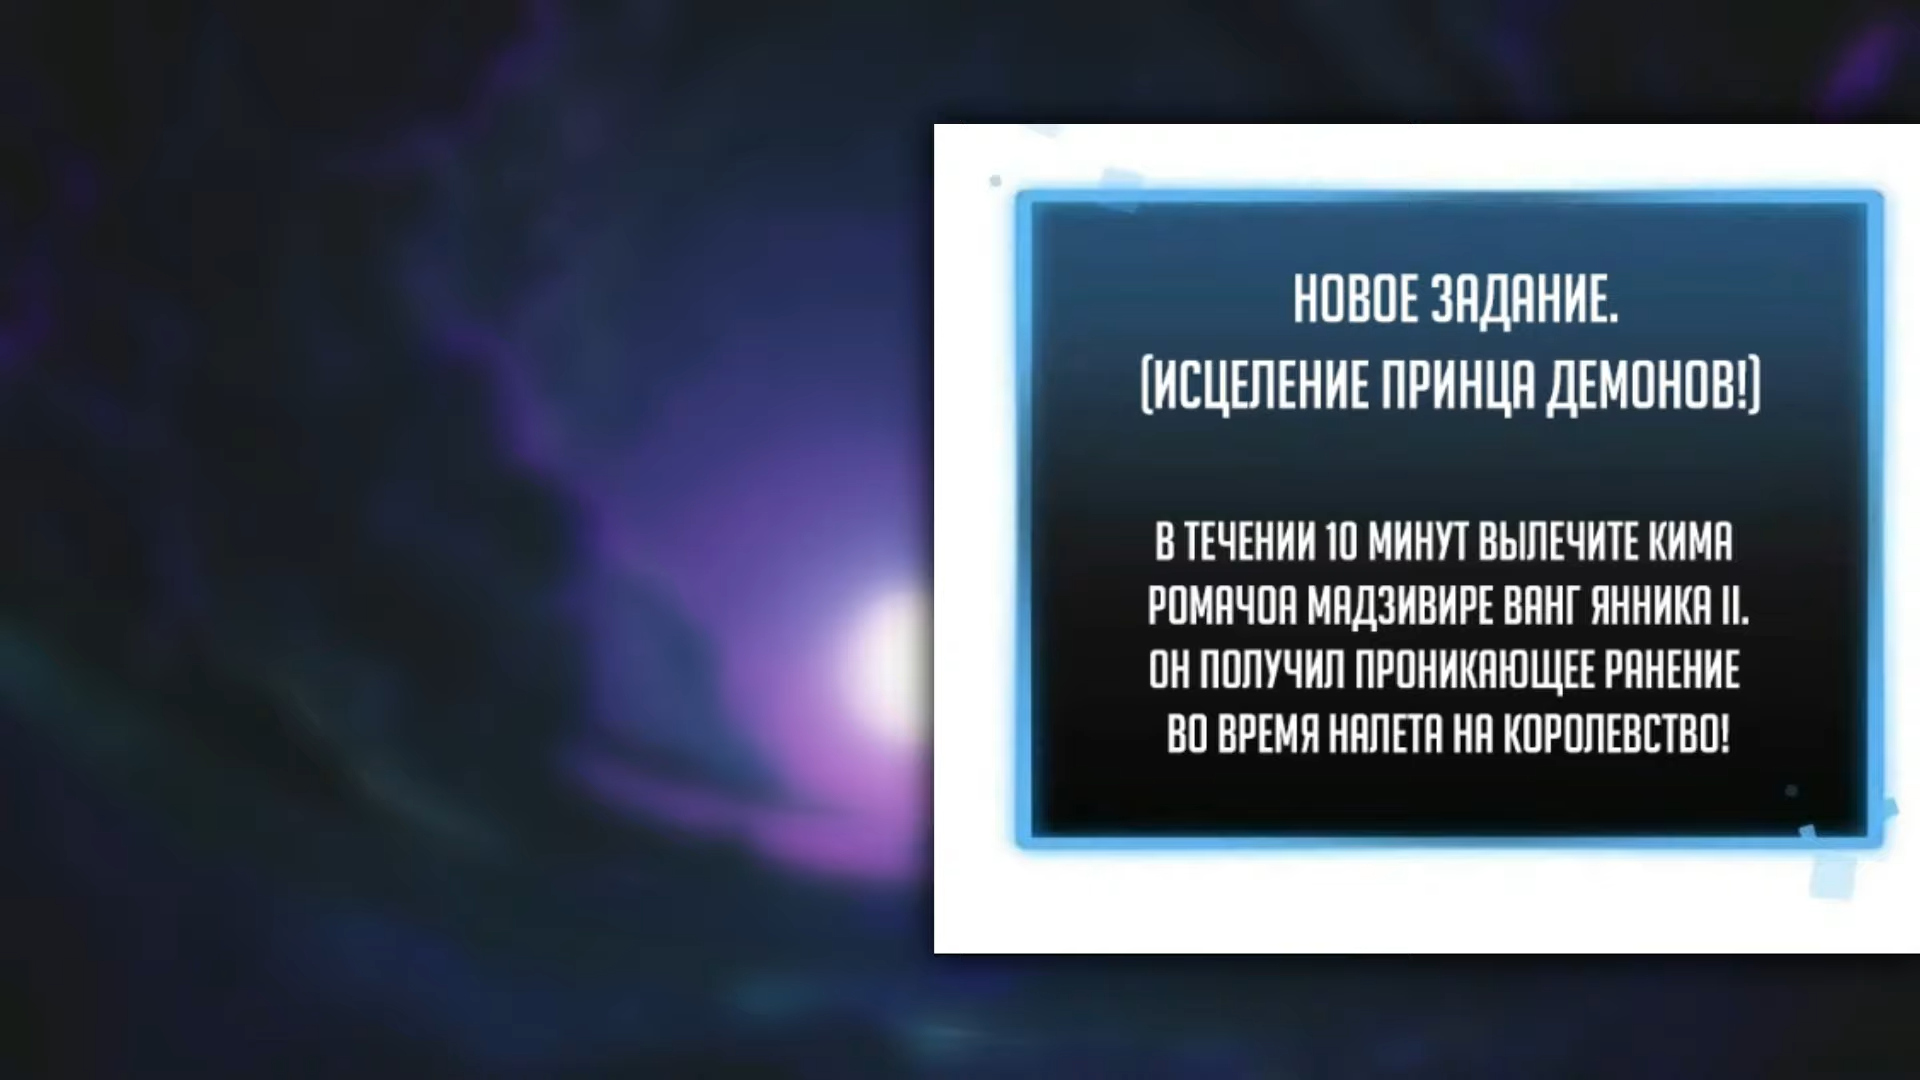 НОВОЕ ЗАДАНИЕ.
(ИСЦЕЛЕНИЕ ПРИНЦА ДЕМОНОВ!)
В ТЕЧЕНИИ 10 МИНУТ ВЫЛЕЧИТЕ КИМА
РОМАЧОА МАДЗИВИРЕ ВАНГ ЯННИКА II.
ОН ПОЛУЧИЛ ПРОНИКАЮЩЕЕ РАНЕНИЕ
ВО ВРЕМЯ НАЛЕТА НА КОРОЛЕВСТВО!